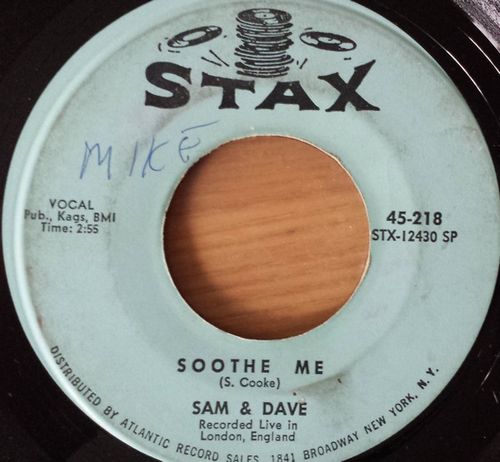 STAX
MIKE
VOCAL
Pub., Kags, BMI
Time: 2:55
45-218
STX-12430 SP
SOOTHE ME
(S. Cooke)
SAM & DAVE
Recorded Live in
London, England
DISTRIBUTED BY ATLANTIC RECORD SALES, 1841 BROADWAY NEW YORK, N. Y.